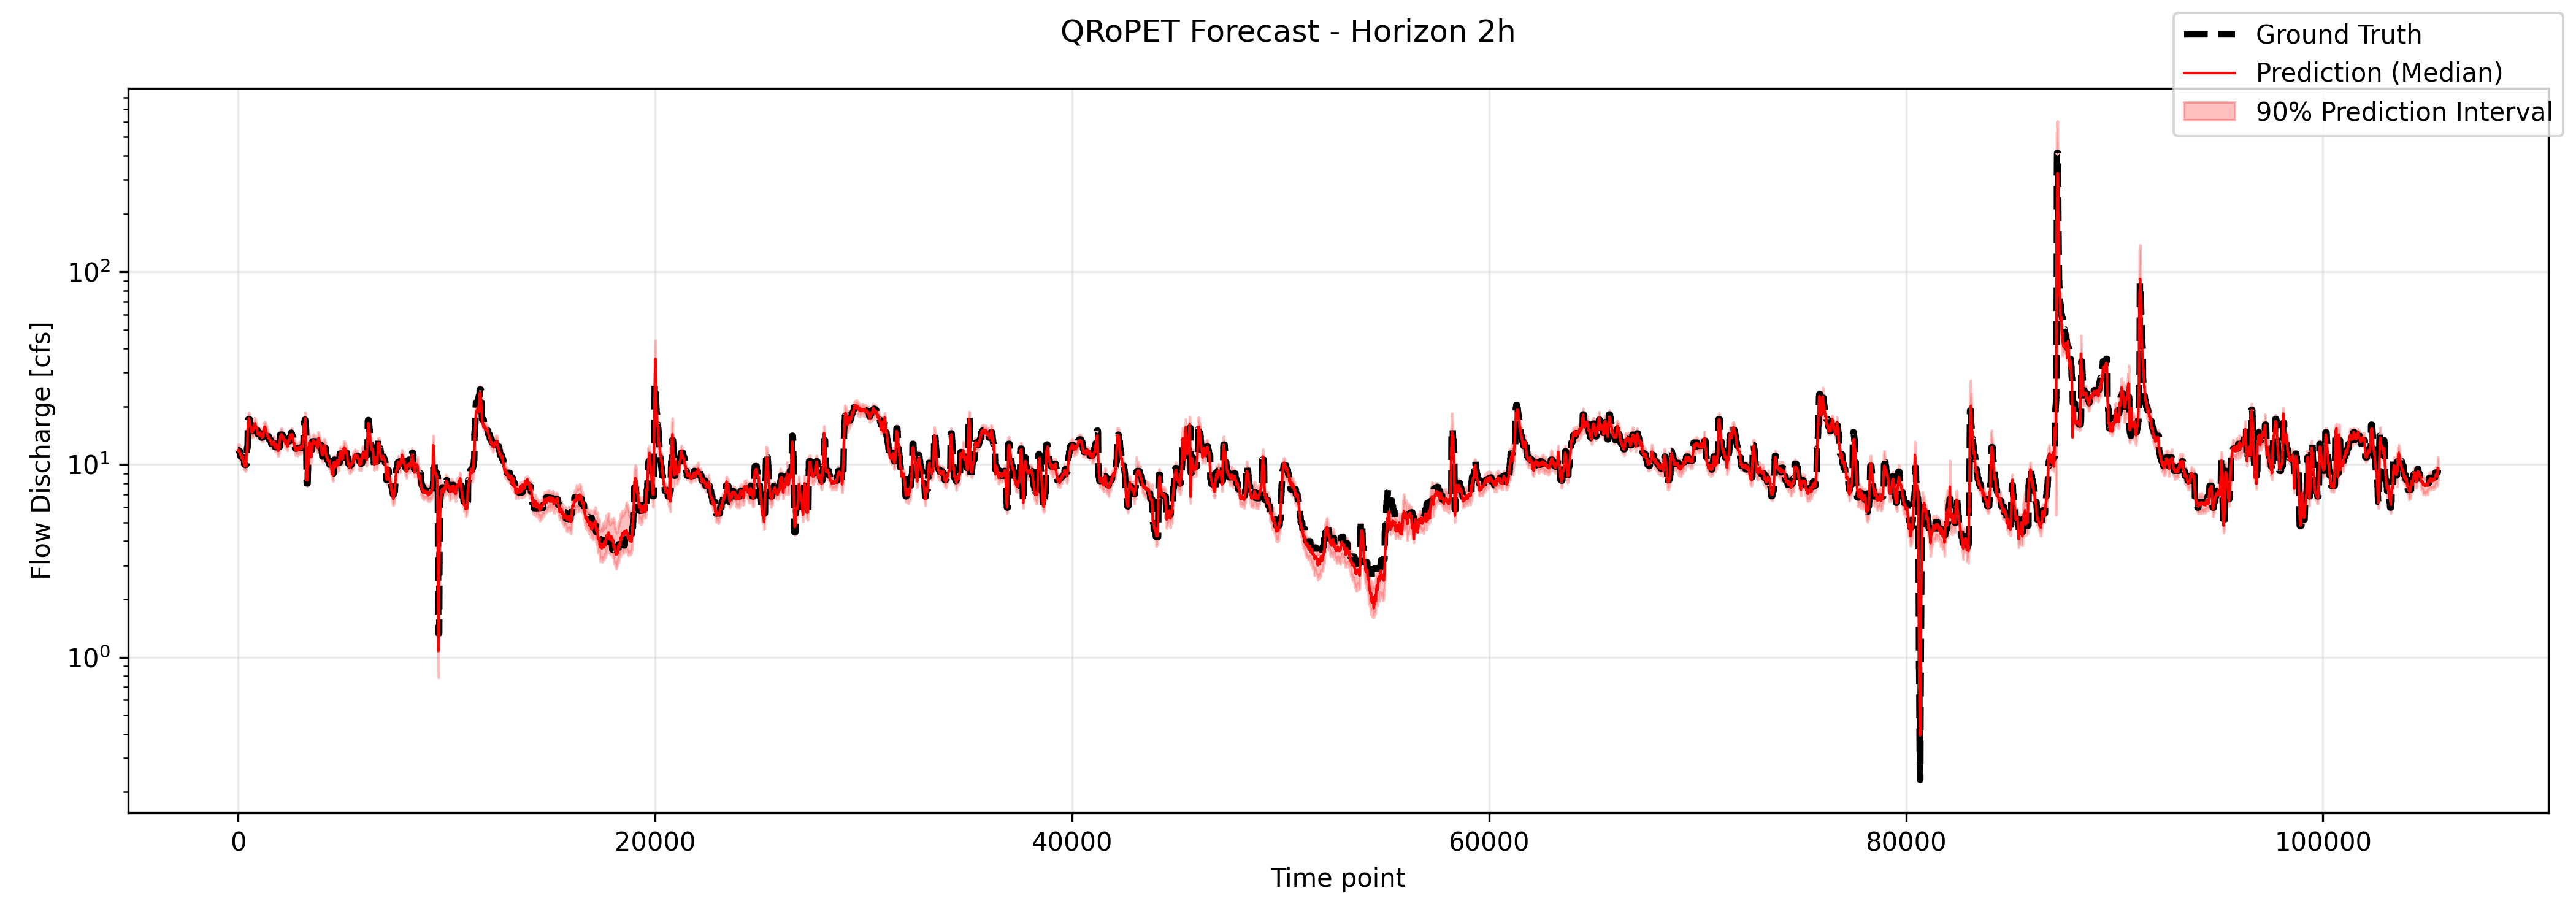 QRoPET Forecast - Horizon 2h
Ground Truth
Prediction (Median)
90% Prediction Interval
Flow Discharge [cfs]
10²
10¹
10⁰
0
20000
40000
60000
80000
100000
Time point